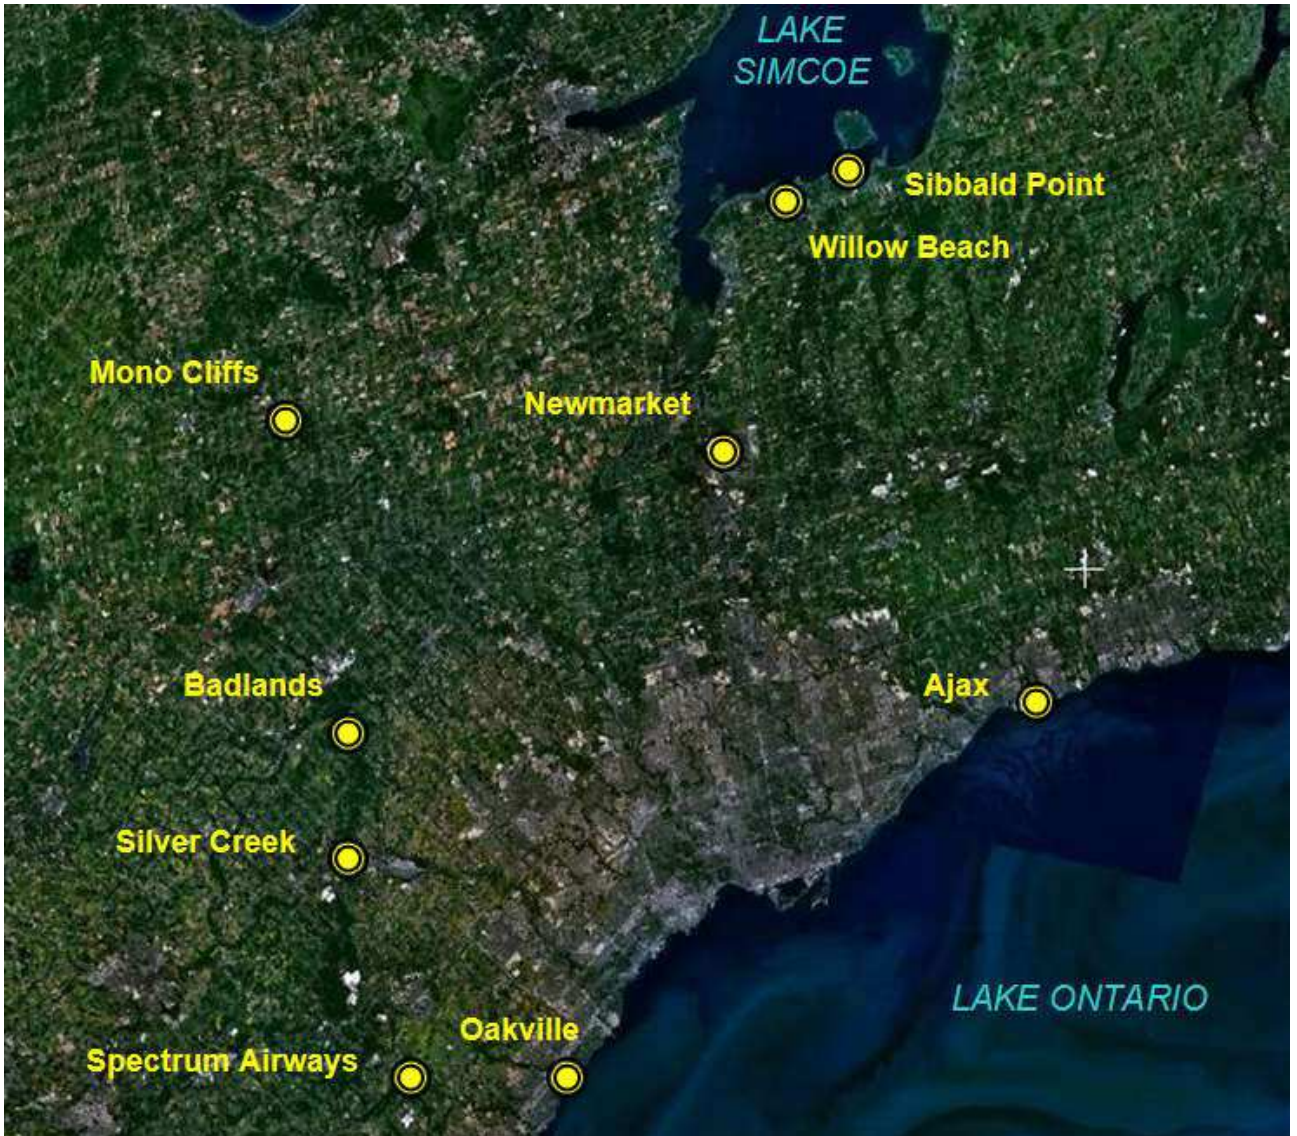 LAKE
SIMCOE
Sibbald Point
Willow Beach
Mono Cliffs
Newmarket
Badlands
Ajax
Silver Creek
LAKE ONTARIO
Oakville
Spectrum Airways